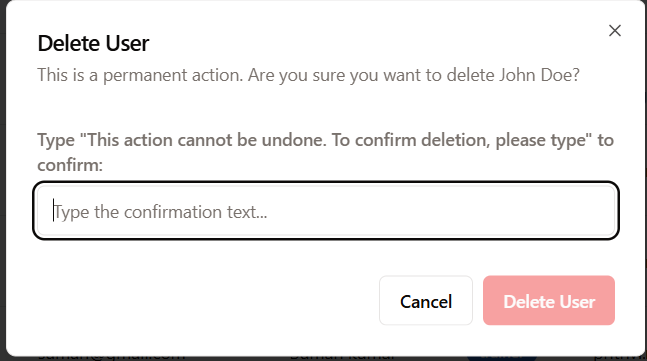 Delete User
This is a permanent action. Are you sure you want to delete John Doe?
Type "This action cannot be undone. To confirm deletion, please type" to
confirm:
Type the confirmation text...
Cancel
Delete User